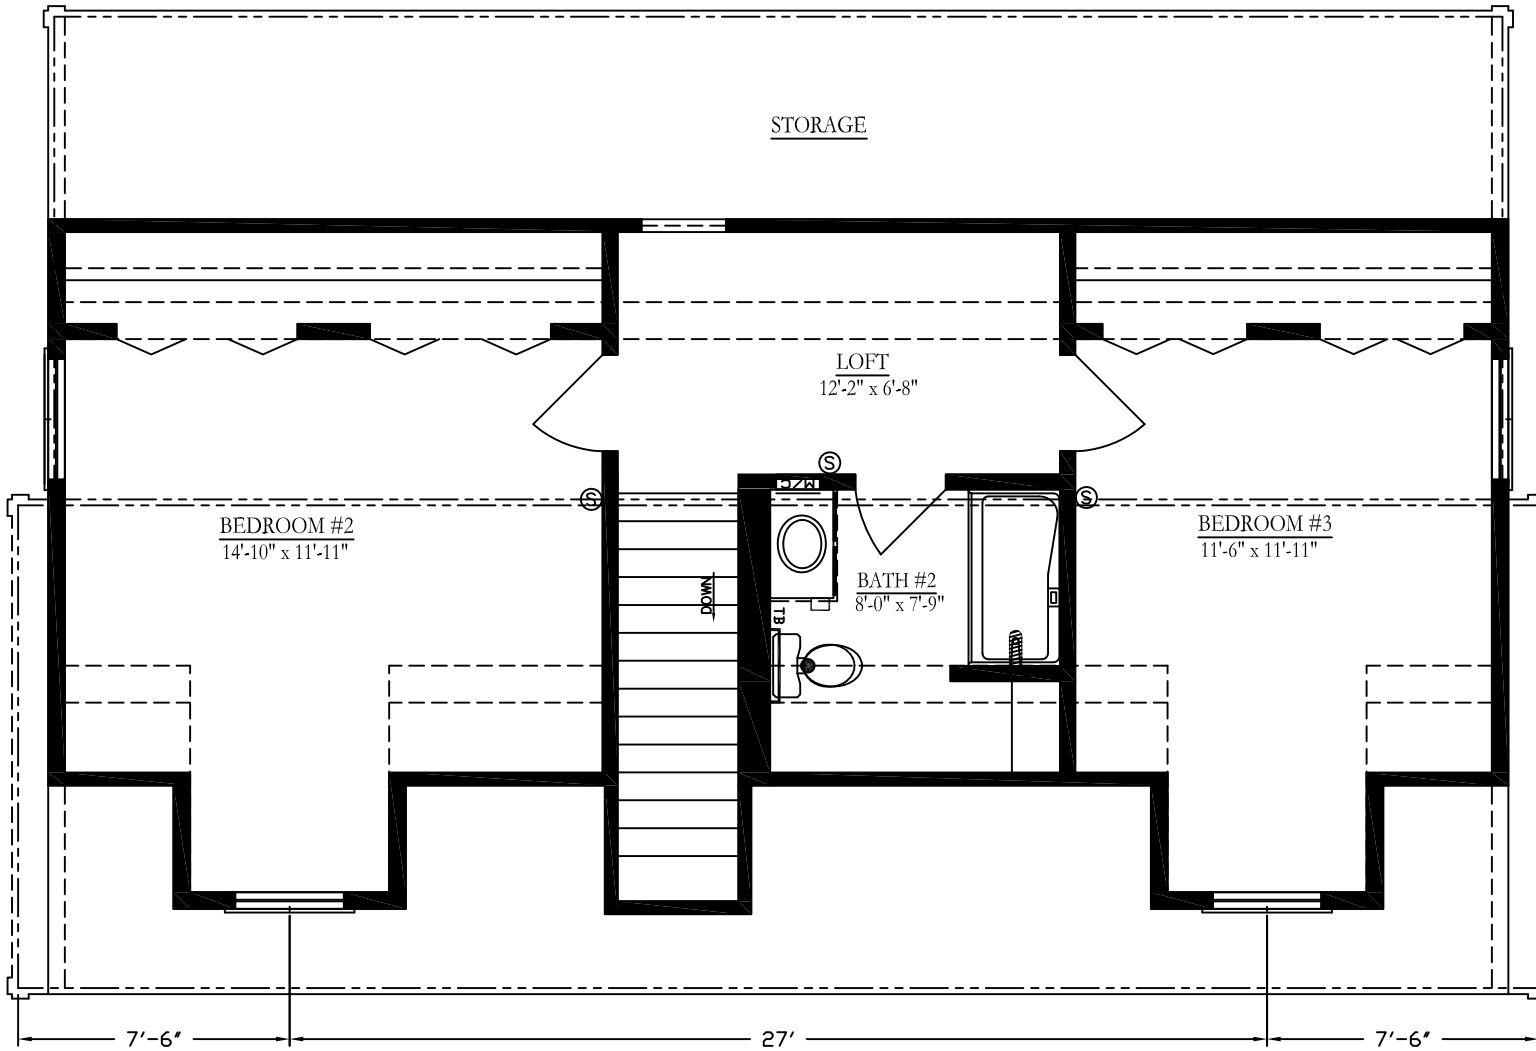 STORAGE
LOFT
12'-2" x 6'-8"
S
M/C
S
S
BEDROOM #2
14'-10" x 11'-11"
BEDROOM #3
11'-6" x 11'-11"
DOWN
BATH #2
8'-0" x 7'-9"
TB
7'-6"
27'
7'-6"